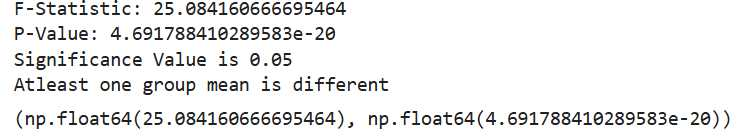 F-Statistic: 25.084160666695464
P-Value: 4.691788410289583e-20
Significance Value is 0.05
Atleast one group mean is different
(np.float64(25.084160666695464), np.float64(4.691788410289583e-20))